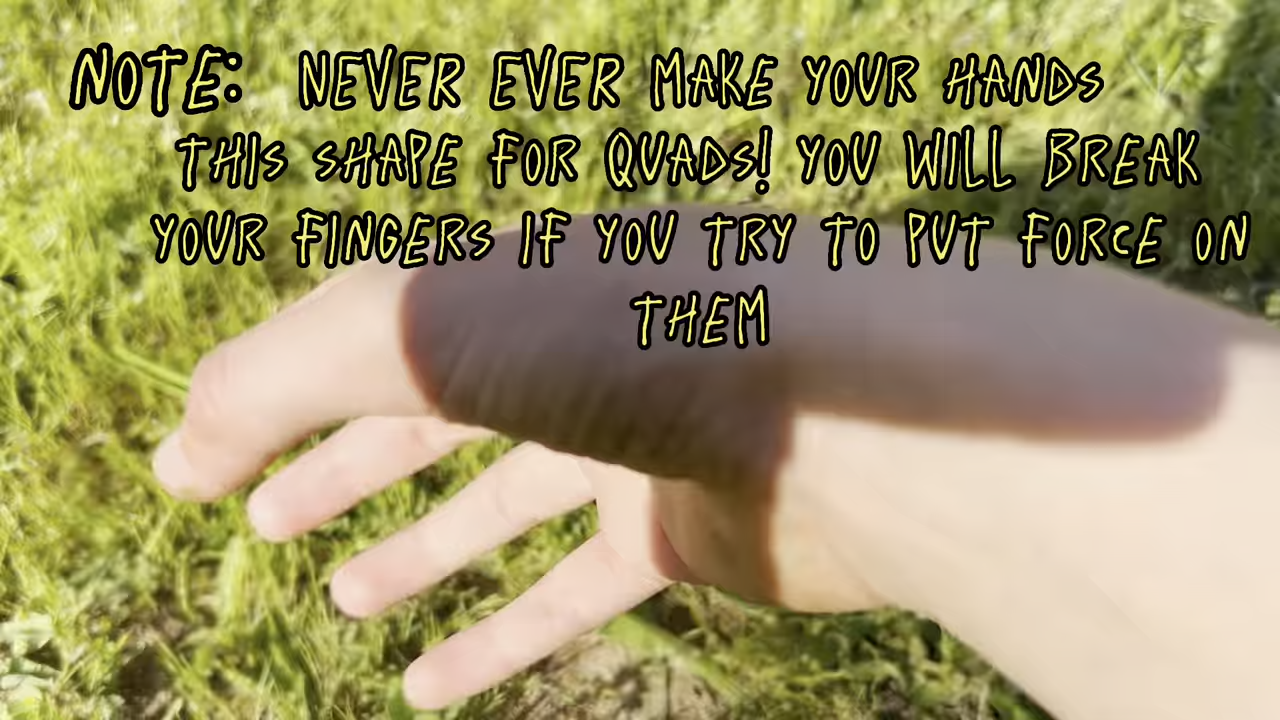 NOTE: NEVER EVER MAKE YOUR HANDS
THIS SHAPE FOR QUADS! YOU WILL BREAK
YOUR FINGERS IF YOU TRY TO PUT FORCE ON
THEM